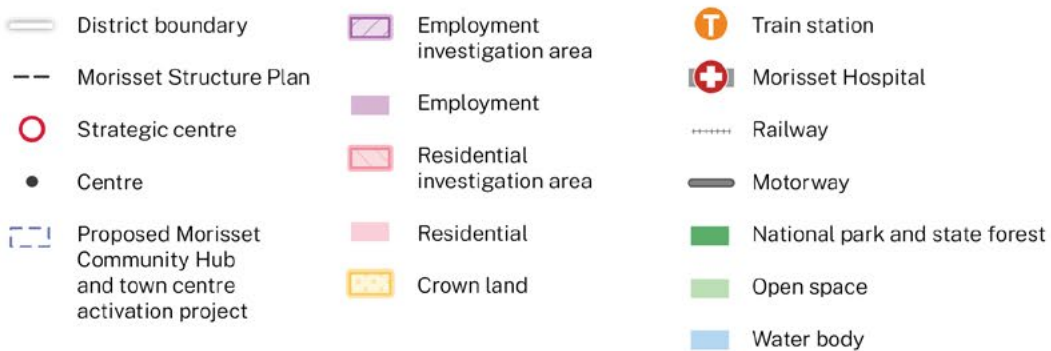 District boundary
Morisset Structure Plan
Strategic centre
Centre
Proposed Morisset
Community Hub
and town centre
activation project
Employment
investigation area
Employment
Residential
investigation area
Residential
Crown land
T
Train station
Morisset Hospital
Railway
Motorway
National park and state forest
Open space
Water body